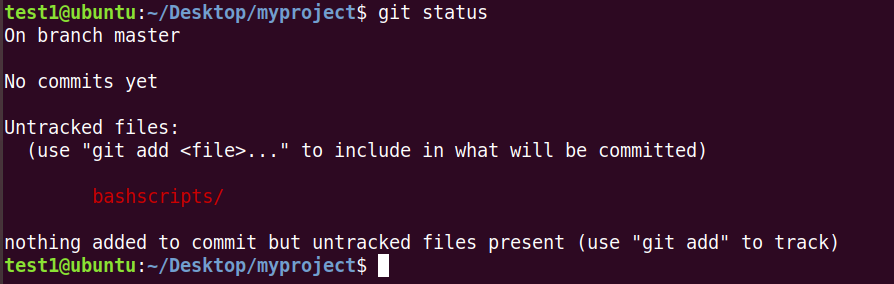 test1@ubuntu:~/Desktop/myproject$ git status
On branch master
No commits yet
Untracked files:
(use "git add <file>..." to include in what will be committed)
bashscripts/
nothing added to commit but untracked files present (use "git add" to track)
test1@ubuntu:~/Desktop/myproject$